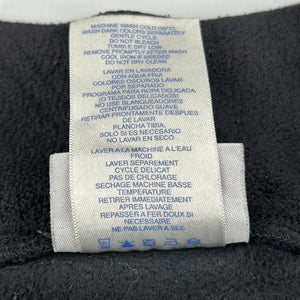 MACHINE WASH COLD (30°C)
WASH DARK COLORS SEPARATELY
GENTLE CYCLE
DO NOT BLEACH
TUMBLE DRY LOW
REMOVE PROMPTLY AFTER WASH
COOL IRON IF NEEDED
DO NOT DRY CLEAN
LAVAR EN LAVADORA
CON AGUA FRIA
COLORES OSCUROS LAVAR
POR SEPARADO
PROGRAMA PARA ROPA DELICADA
(O TEJIDOS DELICADOS)
NO USE BLANQUEADORES
CENTRIFUGADO SUAVE
RETIRAR PRONTAMENTE DESPUES
DE LAVAR
PLANCHA TIBIA,
SOLO SI ES NECESARIO
NO LAVAR EN SECO
LAVER A LA MACHINE A L'EAU
FROID
LAVER SEPAREMENT
CYCLE DELICAT
PAS DE CHLORAGE
SECHAGE MACHINE BASSE
TEMPERATURE
RETIRER IMMEDIATEMENT
APRES LAVAGE
REPASSER A FER DOUX SI
NECESSAIRE
NE PAS LAVER A SEC